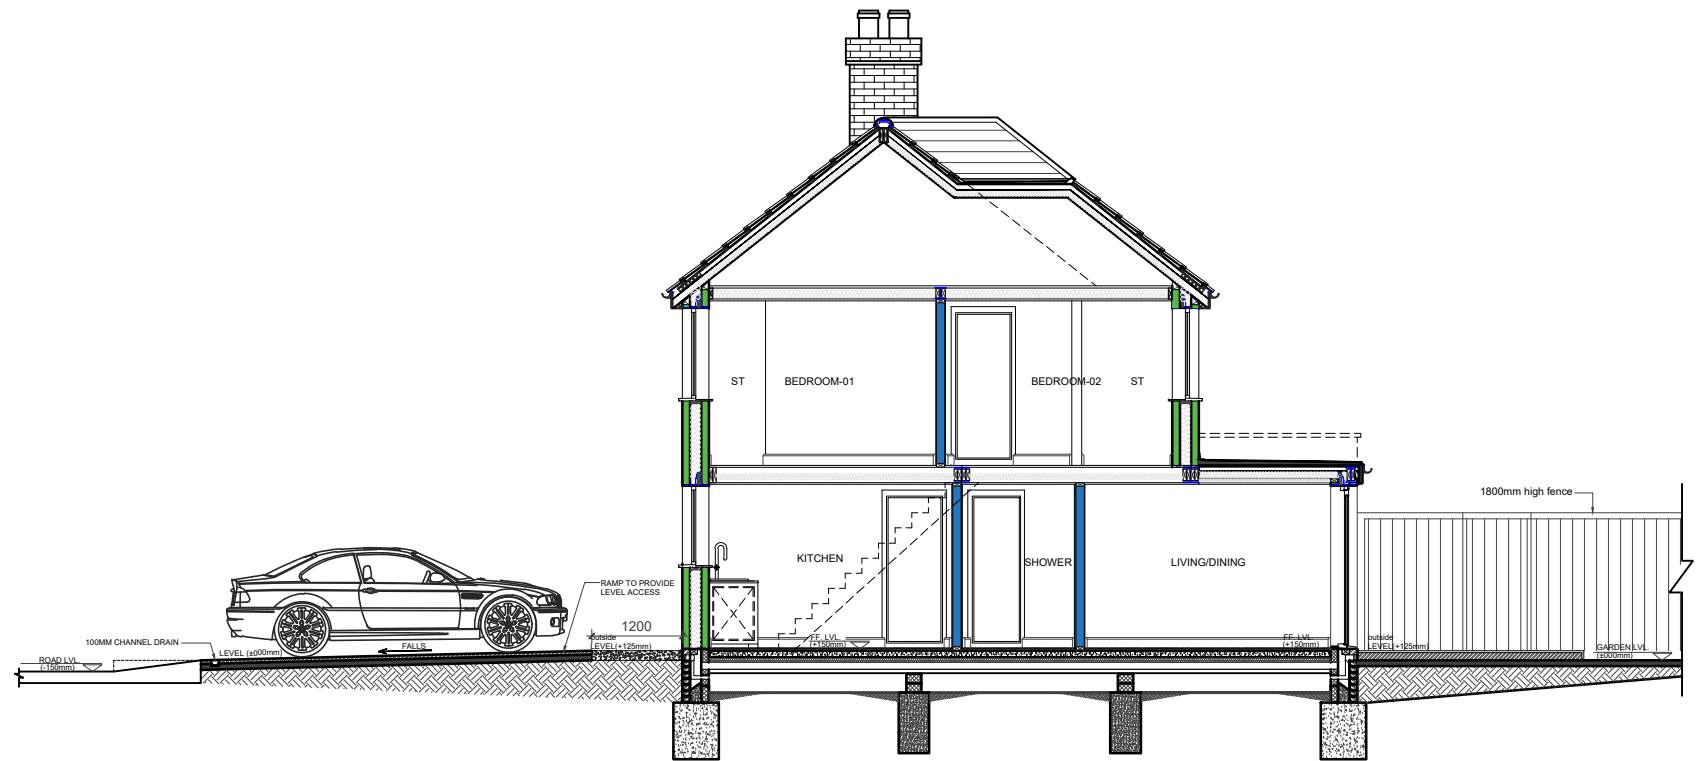 ST
BEDROOM-01
BEDROOM-02
ST
1800mm high fence
KITCHEN
SHOWER
LIVING/DINING
RAMP TO PROVIDE
LEVEL ACCESS
1200
100MM CHANNEL DRAIN
LEVEL (±000mm)
FALLS
outside
LEVEL(+125mm)
FF. LVL.
(+150mm)
FF. LVL.
(+150mm)
outside
LEVEL(+125mm)
GARDEN LVL.
(±000mm)
ROAD LVL
(-150mm)